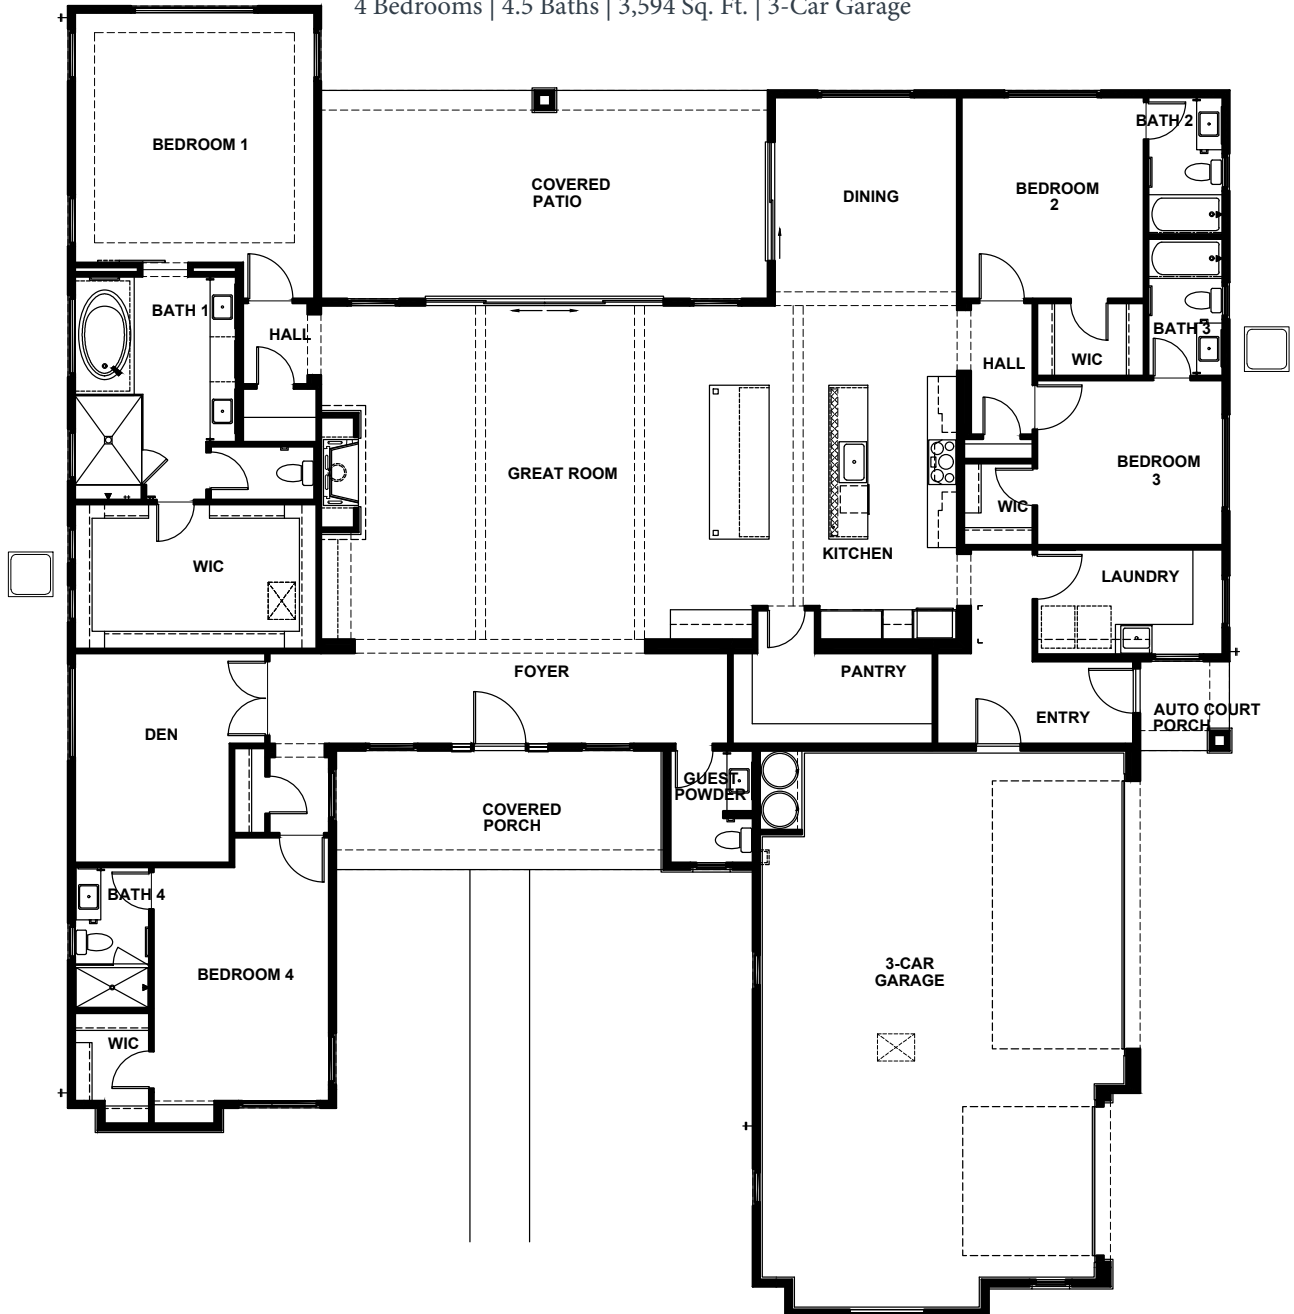 4 Bedrooms | 4.5 Baths | 3,594 Sq. Ft. | 3-Car Garage
BEDROOM 1
COVERED
PATIO
DINING
BEDROOM
2
BATH 2
BATH 1
HALL
BATH 3
WIC
HALL
GREAT ROOM
BEDROOM
3
WIC
KITCHEN
WIC
LAUNDRY
FOYER
PANTRY
ENTRY
AUTO COURT
PORCH
DEN
GUEST
POWDER
COVERED
PORCH
BATH 4
BEDROOM 4
3-CAR
GARAGE
WIC